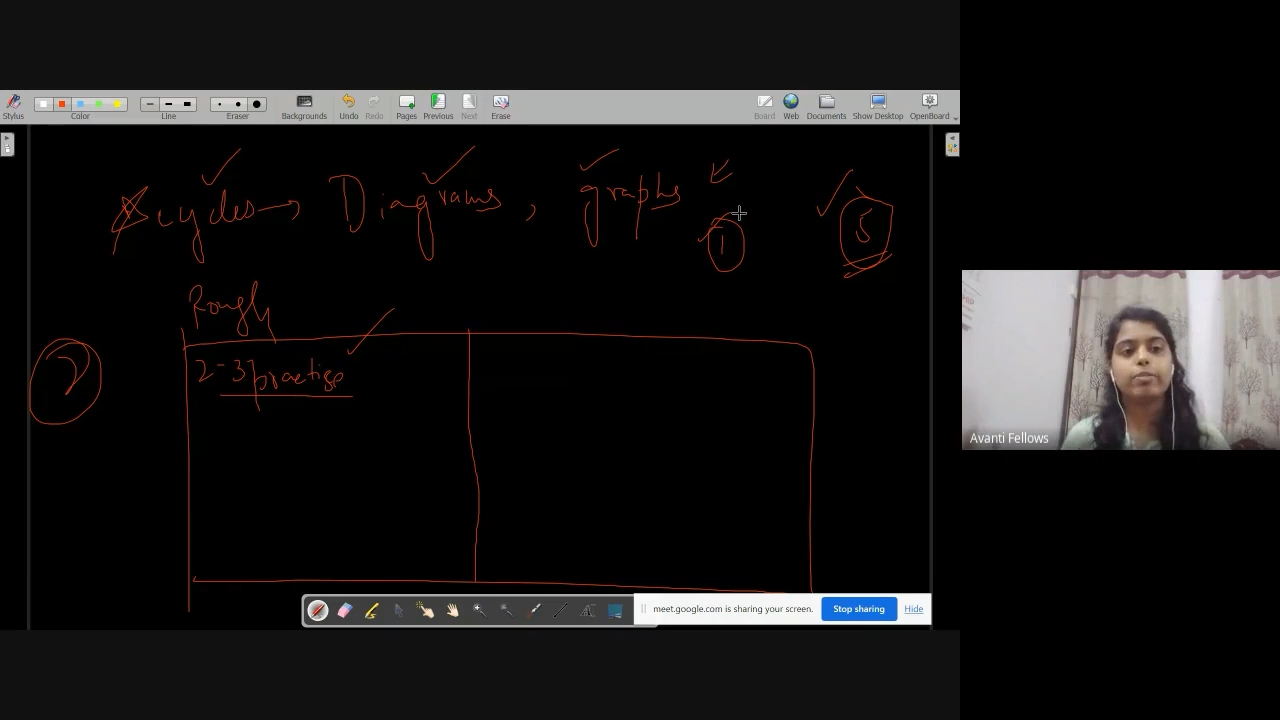 Stylus Color Line Eraser Backgrounds Undo Redo Pages Previous Next Erase Board Web Documents Show Desktop OpenBoard
cycles → Diagrams, graphs
1
5
Rough
2-3 practise
2
Avanti Fellows
meet.google.com is sharing your screen. Stop sharing Hide